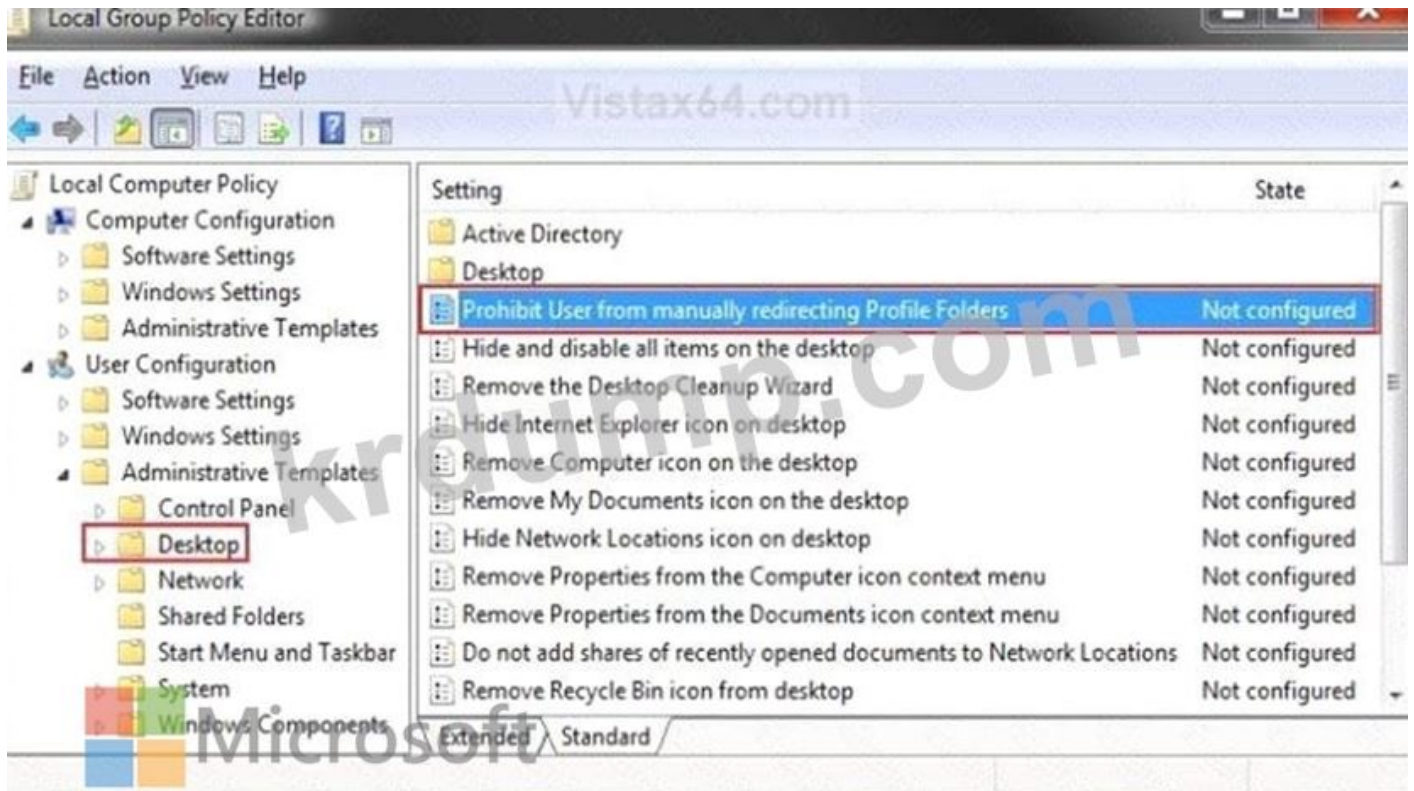 Local Group Policy Editor
File Action View Help
Vistax64.com
Local Computer Policy
Computer Configuration
Software Settings
Windows Settings
Administrative Templates
User Configuration
Software Settings
Windows Settings
Administrative Templates
Control Panel
Desktop
Network
Shared Folders
Start Menu and Taskbar
System
Windows Components
Setting State
Active Directory
Desktop
Prohibit User from manually redirecting Profile Folders Not configured
Hide and disable all items on the desktop Not configured
Remove the Desktop Cleanup Wizard Not configured
Hide Internet Explorer icon on desktop Not configured
Remove Computer icon on the desktop Not configured
Remove My Documents icon on the desktop Not configured
Hide Network Locations icon on desktop Not configured
Remove Properties from the Computer icon context menu Not configured
Remove Properties from the Documents icon context menu Not configured
Do not add shares of recently opened documents to Network Locations Not configured
Remove Recycle Bin icon from desktop Not configured
Extended Standard
krdump.com
Microsoft